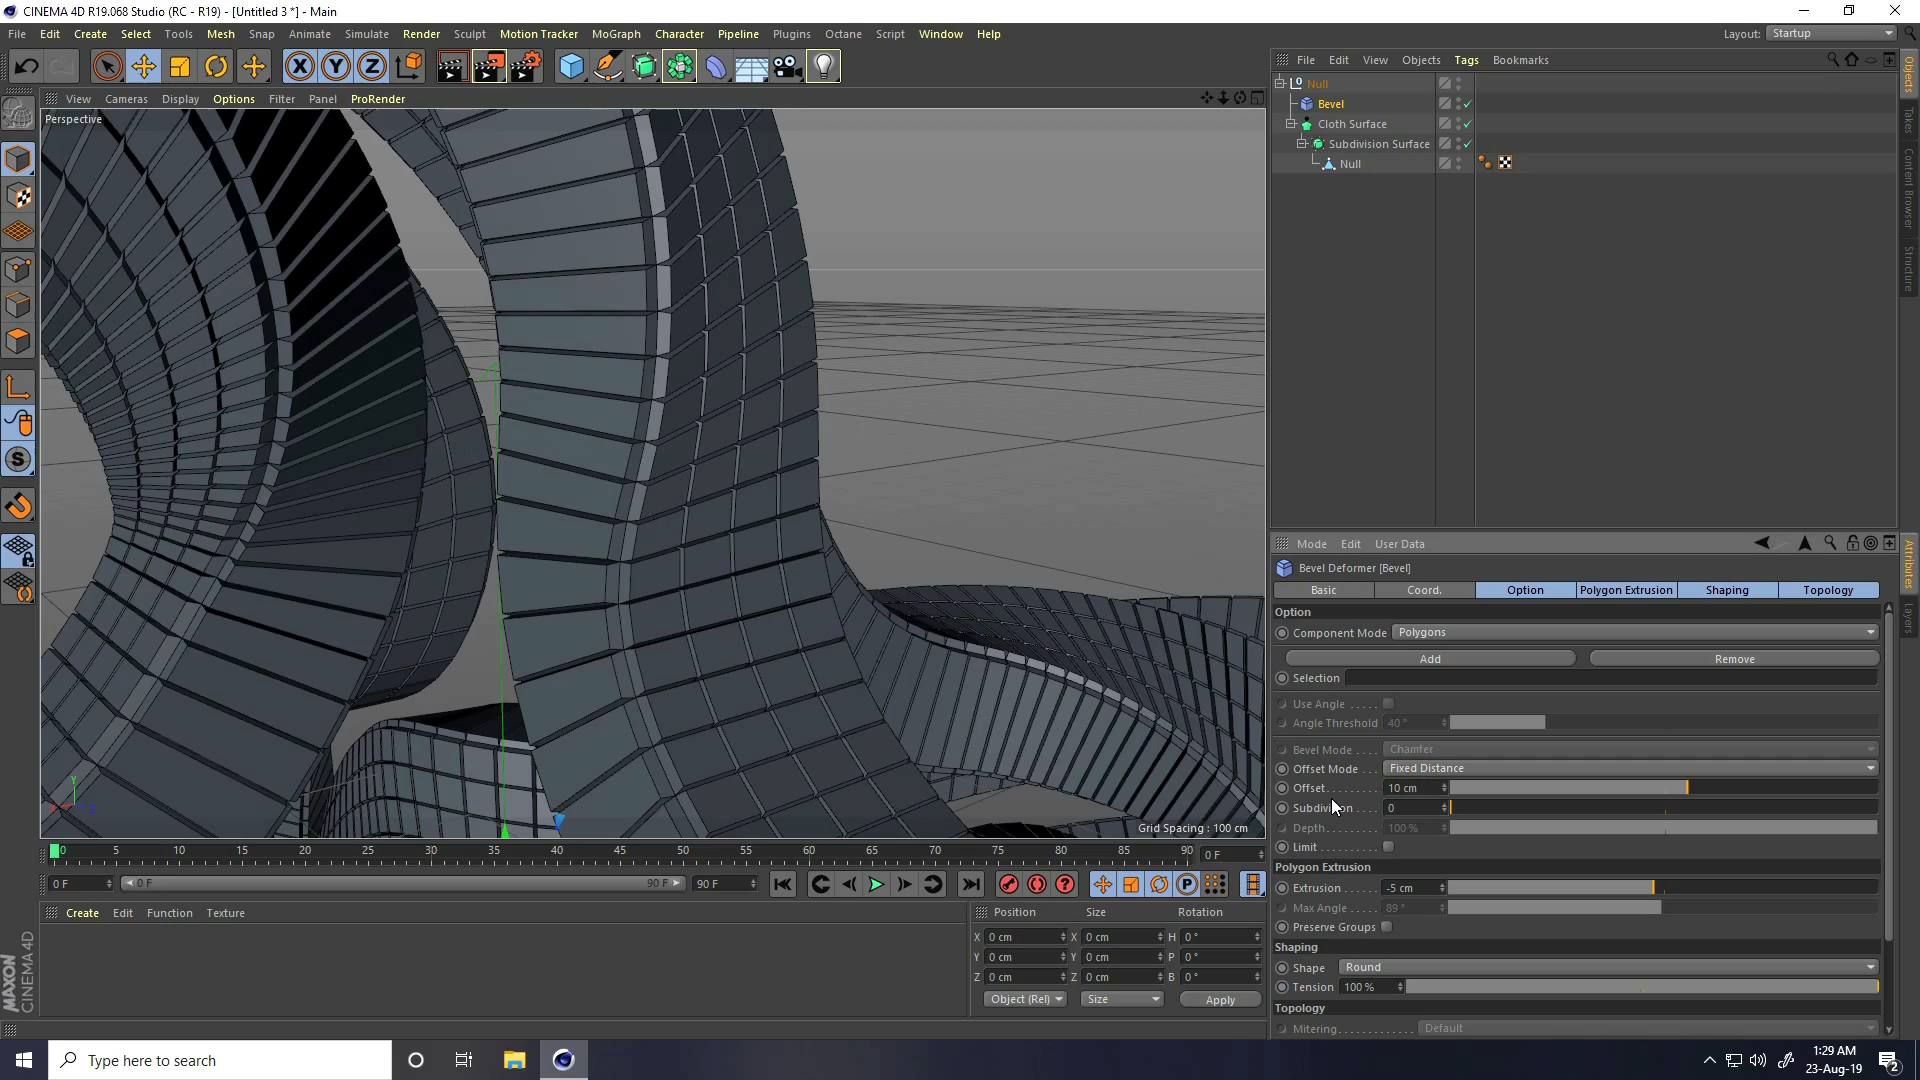 CINEMA 4D R19.068 Studio (RC - R19) - [Untitled 3 *] - Main
File Edit Create Select Tools Mesh Snap Animate Simulate Render Sculpt Motion Tracker MoGraph Character Pipeline Plugins Octane Script Window Help
Layout: Startup
View Cameras Display Options Filter Panel ProRender
Perspective
Grid Spacing : 100 cm
File Edit View Objects Tags Bookmarks
Null
Bevel
Cloth Surface
Subdivision Surface
Null
Objects
Takes
Content Browser
Structure
Mode Edit User Data
Bevel Deformer [Bevel]
Basic Coord. Option Polygon Extrusion Shaping Topology
Option
Component Mode Polygons
Add Remove
Selection
Use Angle . . . . .
Angle Threshold 40 °
Bevel Mode . . . . Chamfer
Offset Mode . . . Fixed Distance
Offset. . . . . . . . 10 cm
Subdivision . . . . 0
Depth. . . . . . . . 100 %
Limit . . . . . . . . .
Polygon Extrusion
Extrusion . . . . . -5 cm
Max Angle . . . . . 89 °
Preserve Groups
Shaping
Shape Round
Tension 100 %
Topology
Mitering. . . . . . . . . . . . . Default
Attributes
Layers
0 5 10 15 20 25 30 35 40 45 50 55 60 65 70 75 80 85 90 0 F
0 F 0 F 90 F 90 F
Create Edit Function Texture
Position Size Rotation
X 0 cm X 0 cm H 0 °
Y 0 cm Y 0 cm P 0 °
Z 0 cm Z 0 cm B 0 °
Object (Rel) Size Apply
MAXON
CINEMA 4D
Type here to search
1:29 AM
23-Aug-19
2